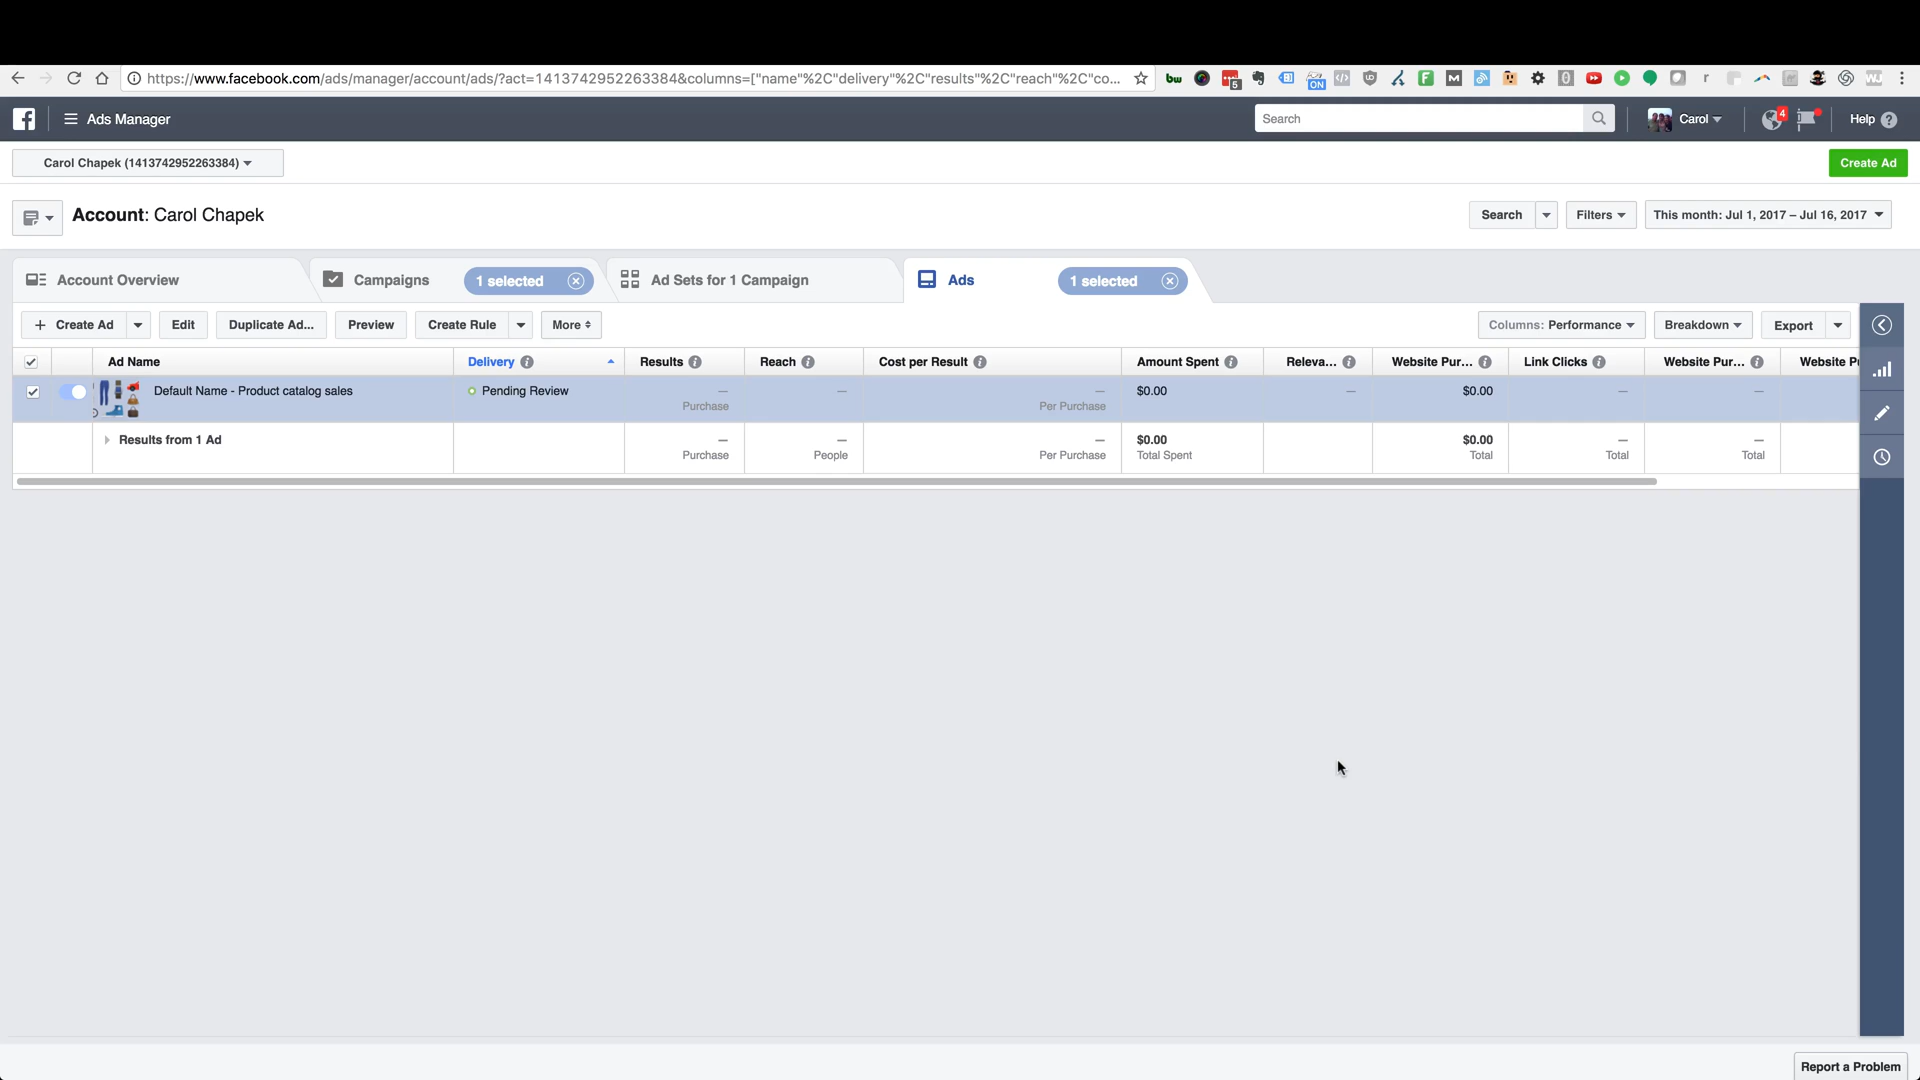 https://www.facebook.com/ads/manager/account/ads/?act=1413742952263384&columns=["name"%2C"delivery"%2C"results"%2C"reach"%2C"co...
bw 5 ON
Ads Manager Search Carol 4 Help ?
Carol Chapek (1413742952263384) Create Ad
Account: Carol Chapek Search Filters This month: Jul 1, 2017 – Jul 16, 2017
Account Overview Campaigns 1 selected Ad Sets for 1 Campaign Ads 1 selected
+ Create Ad Edit Duplicate Ad... Preview Create Rule More Columns: Performance Breakdown Export
Ad Name Delivery Results Reach Cost per Result Amount Spent Releva... Website Pur... Link Clicks Website Pur... Website P
Default Name - Product catalog sales Pending Review — — — $0.00 — $0.00 — —
Purchase Per Purchase
Results from 1 Ad — — — $0.00 $0.00 — —
Purchase People Per Purchase Total Spent Total Total Total
Report a Problem